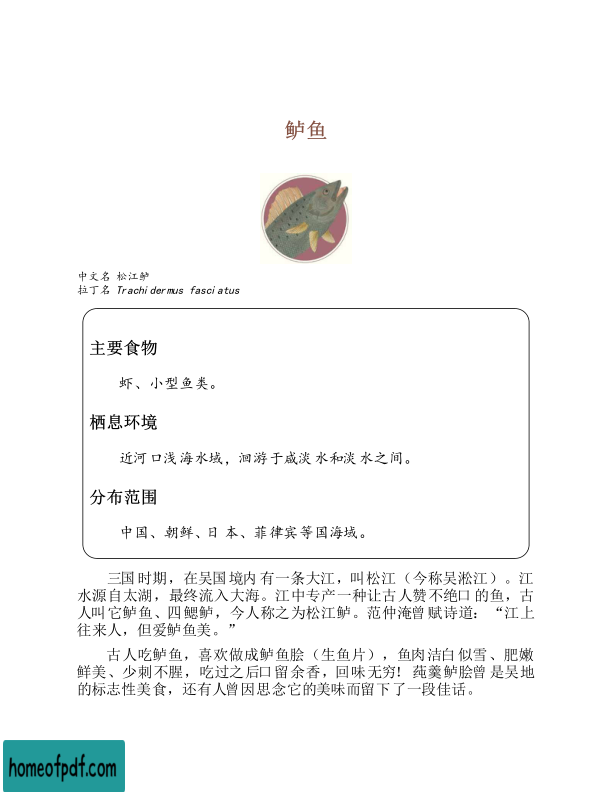 鲈鱼
中文名 松江鲈
拉丁名 Trachidermus fasciatus
主要食物
虾、小型鱼类。
栖息环境
近河口浅海水域，洄游于咸淡水和淡水之间。
分布范围
中国、朝鲜、日本、菲律宾等国海域。
三国时期，在吴国境内有一条大江，叫松江（今称吴淞江）。江
水源自太湖，最终流入大海。江中专产一种让古人赞不绝口的鱼，古
人叫它鲈鱼、四鳃鲈，今人称之为松江鲈。范仲淹曾赋诗道：“江上
往来人，但爱鲈鱼美。”
古人吃鲈鱼，喜欢做成鲈鱼脍（生鱼片），鱼肉洁白似雪、肥嫩
鲜美、少刺不腥，吃过之后口留余香，回味无穷！莼羹鲈脍曾是吴地
的标志性美食，还有人曾因思念它的美味而留下了一段佳话。
homeofpdf.com